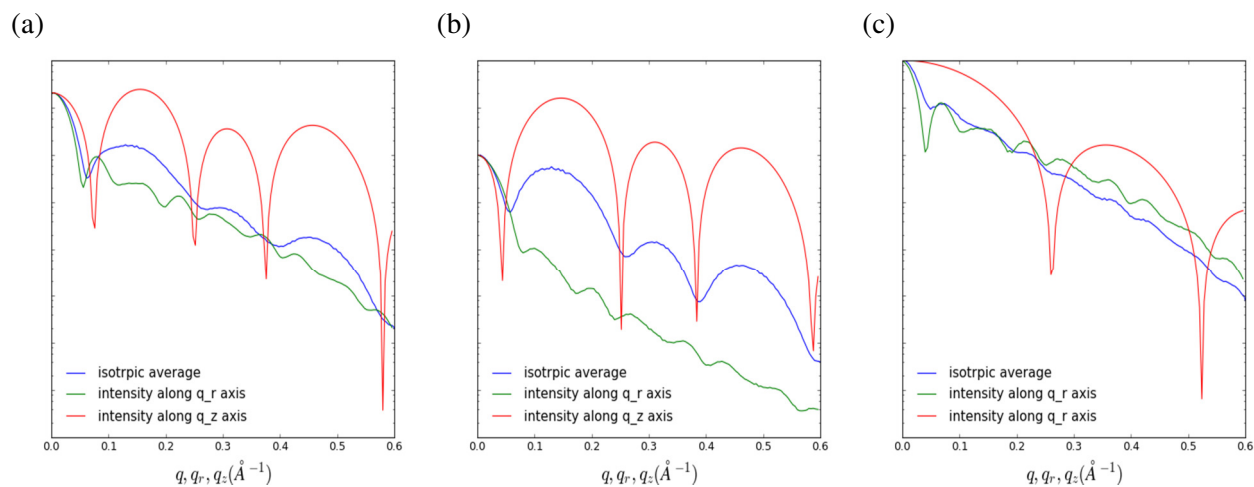 (a)
(b)
(c)
isotrpic average
intensity along q_r axis
intensity along q_z axis
0.0 0.1 0.2 0.3 0.4 0.5 0.6
q, q_r, q_z(Å^{-1})
isotrpic average
intensity along q_r axis
intensity along q_z axis
0.0 0.1 0.2 0.3 0.4 0.5 0.6
q, q_r, q_z(Å^{-1})
isotrpic average
intensity along q_r axis
intensity along q_r axis
0.0 0.1 0.2 0.3 0.4 0.5 0.6
q, q_r, q_z(Å^{-1})